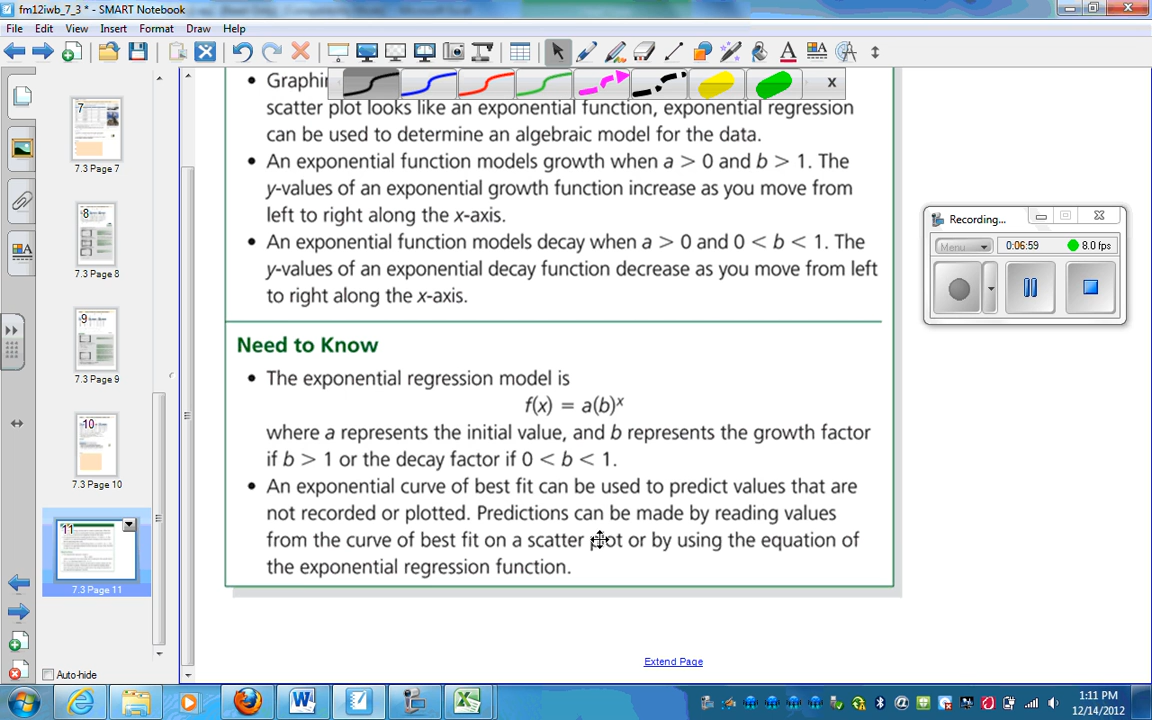 fm12iwb_7_3 * - SMART Notebook
File Edit View Insert Format Draw Help
x
7
7.3 Page 7
8
7.3 Page 8
9
7.3 Page 9
10
7.3 Page 10
11
7.3 Page 11
Auto-hide
• Graphin
scatter plot looks like an exponential function, exponential regression
can be used to determine an algebraic model for the data.
• An exponential function models growth when a > 0 and b > 1. The
y-values of an exponential growth function increase as you move from
left to right along the x-axis.
• An exponential function models decay when a > 0 and 0 < b < 1. The
y-values of an exponential decay function decrease as you move from left
to right along the x-axis.
Need to Know
• The exponential regression model is
f(x) = a(b)ˣ
where a represents the initial value, and b represents the growth factor
if b > 1 or the decay factor if 0 < b < 1.
• An exponential curve of best fit can be used to predict values that are
not recorded or plotted. Predictions can be made by reading values
from the curve of best fit on a scatter plot or by using the equation of
the exponential regression function.
Extend Page
Recording...
Menu 0:06:59 8.0 fps
1:11 PM
12/14/2012